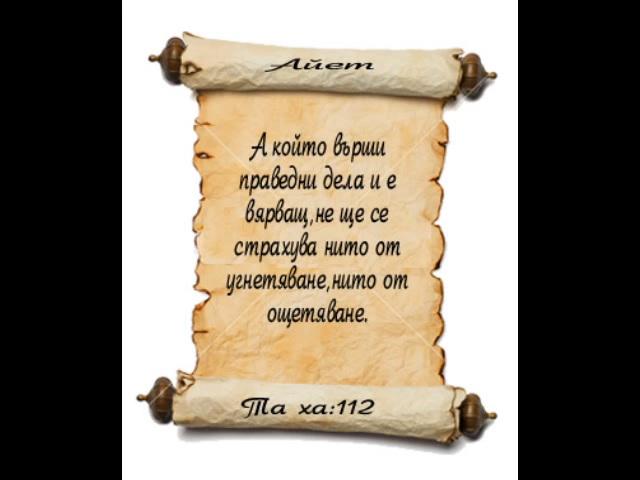 Айет
А който върши
праведни дела и е
вярващ,не ще се
страхува нито от
угнетяване,нито от
ощетяване.
Та ха:112